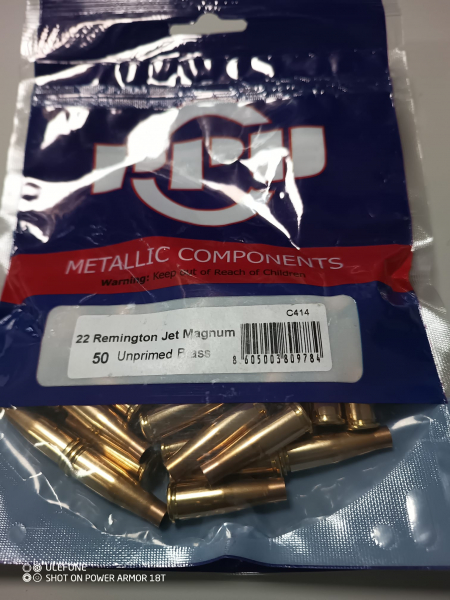 PPU
METALLIC COMPONENTS
Warning: Keep out of Reach of Children
C414
22 Remington Jet Magnum
50 Unprimed Brass
8 605003 809784
ULEFONE
SHOT ON POWER ARMOR 18T